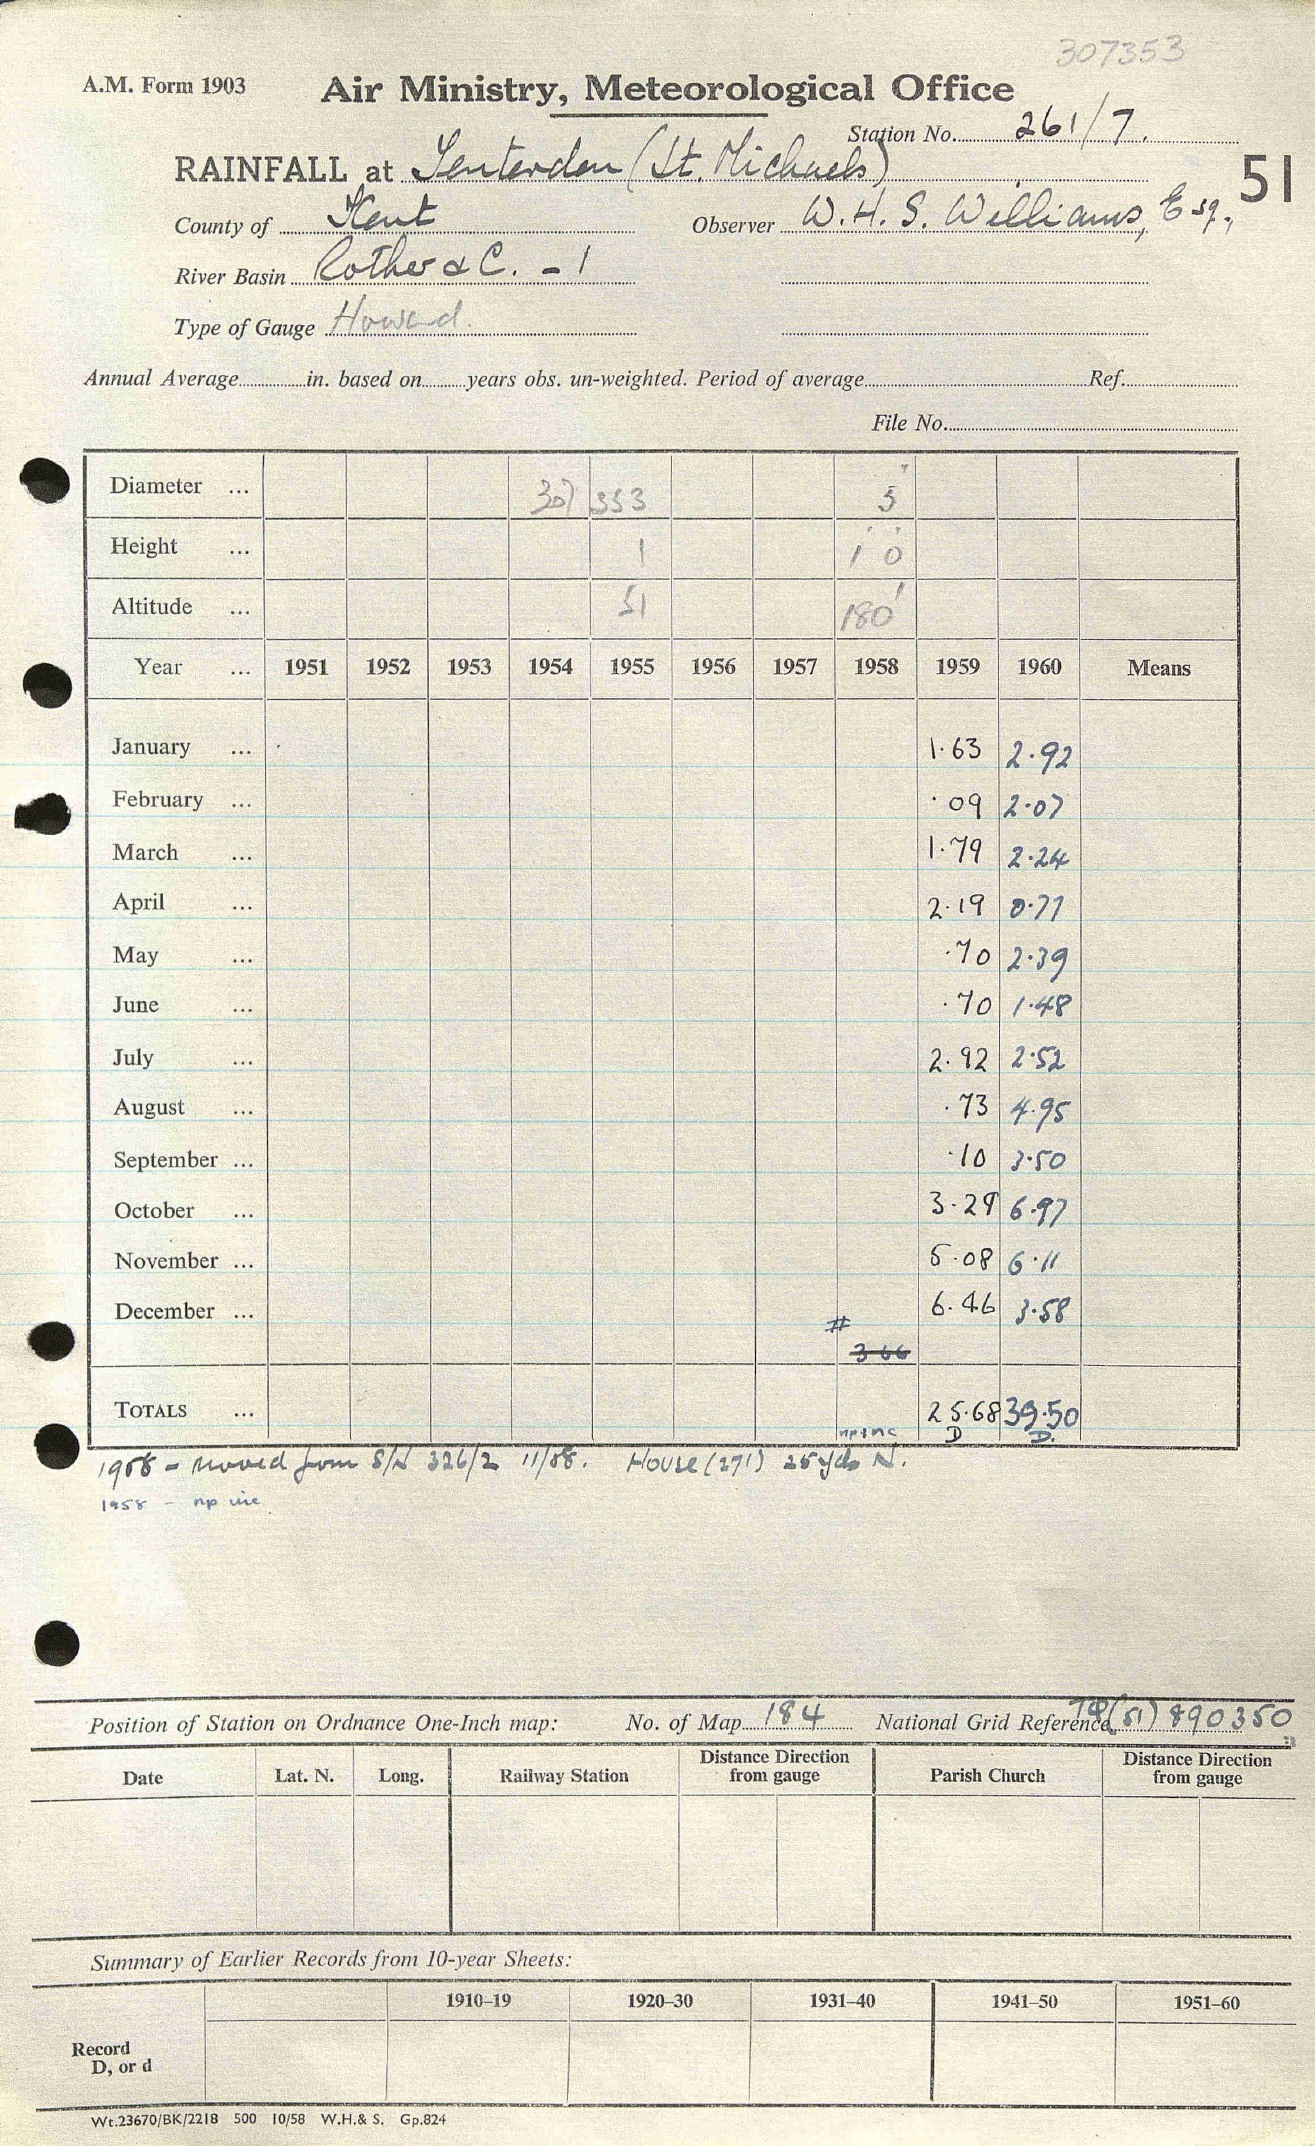 307353
A.M. Form 1903 Air Ministry, Meteorological Office
Station No. 261/7.
RAINFALL at Tenterden (St. Michaels) 51
County of Kent Observer W. H. S. Williams, Esq.,
River Basin Rother &c. - 1
Type of Gauge Howard.
Annual Average in. based on years obs. un-weighted. Period of average Ref.
File No.
Diameter ... 307 353 5"
Height ... 1 1' 0"
Altitude ... 51 180'
Year ... 1951 1952 1953 1954 1955 1956 1957 1958 1959 1960 Means
January ... 1.63 2.92
February ... .09 2.07
March ... 1.79 2.24
April ... 2.19 0.77
May ... .70 2.39
June ... .70 1.48
July ... 2.92 2.52
August ... .73 4.95
September ... .10 3.50
October ... 3.29 6.97
November ... 5.08 6.11
December ... 6.46 3.58
# 3 66
TOTALS ... 25.68 39.50
np inc D D.
1958 - moved from S/N 326/2 11/58. House (27') 25 yds N.
1958 - np inc
Position of Station on Ordnance One-Inch map: No. of Map 184 National Grid Reference TQ (51) 890350
Date Lat. N. Long. Railway Station Distance Direction from gauge Parish Church Distance Direction from gauge
Summary of Earlier Records from 10-year Sheets:
1910–19 1920–30 1931–40 1941–50 1951–60
Record
D, or d
Wt.23670/BK/2218 500 10/58 W.H.& S. Gp.824